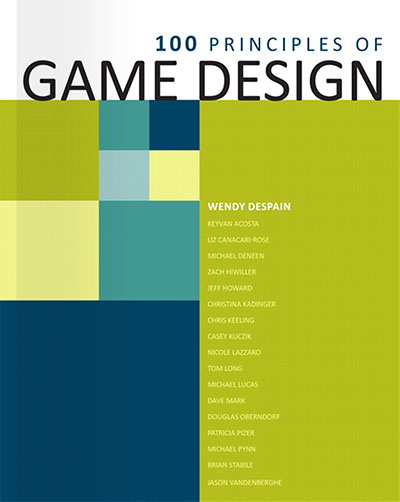 100 PRINCIPLES OF
GAME DESIGN
WENDY DESPAIN
KEYVAN ACOSTA
LIZ CANACARI-ROSE
MICHAEL DENEEN
ZACH HIWILLER
JEFF HOWARD
CHRISTINA KADINGER
CHRIS KEELING
CASEY KUCZIK
NICOLE LAZZARO
TOM LONG
MICHAEL LUCAS
DAVE MARK
DOUGLAS OBERNDORF
PATRICIA PIZER
MICHAEL PYNN
BRIAN STABILE
JASON VANDENBERGHE